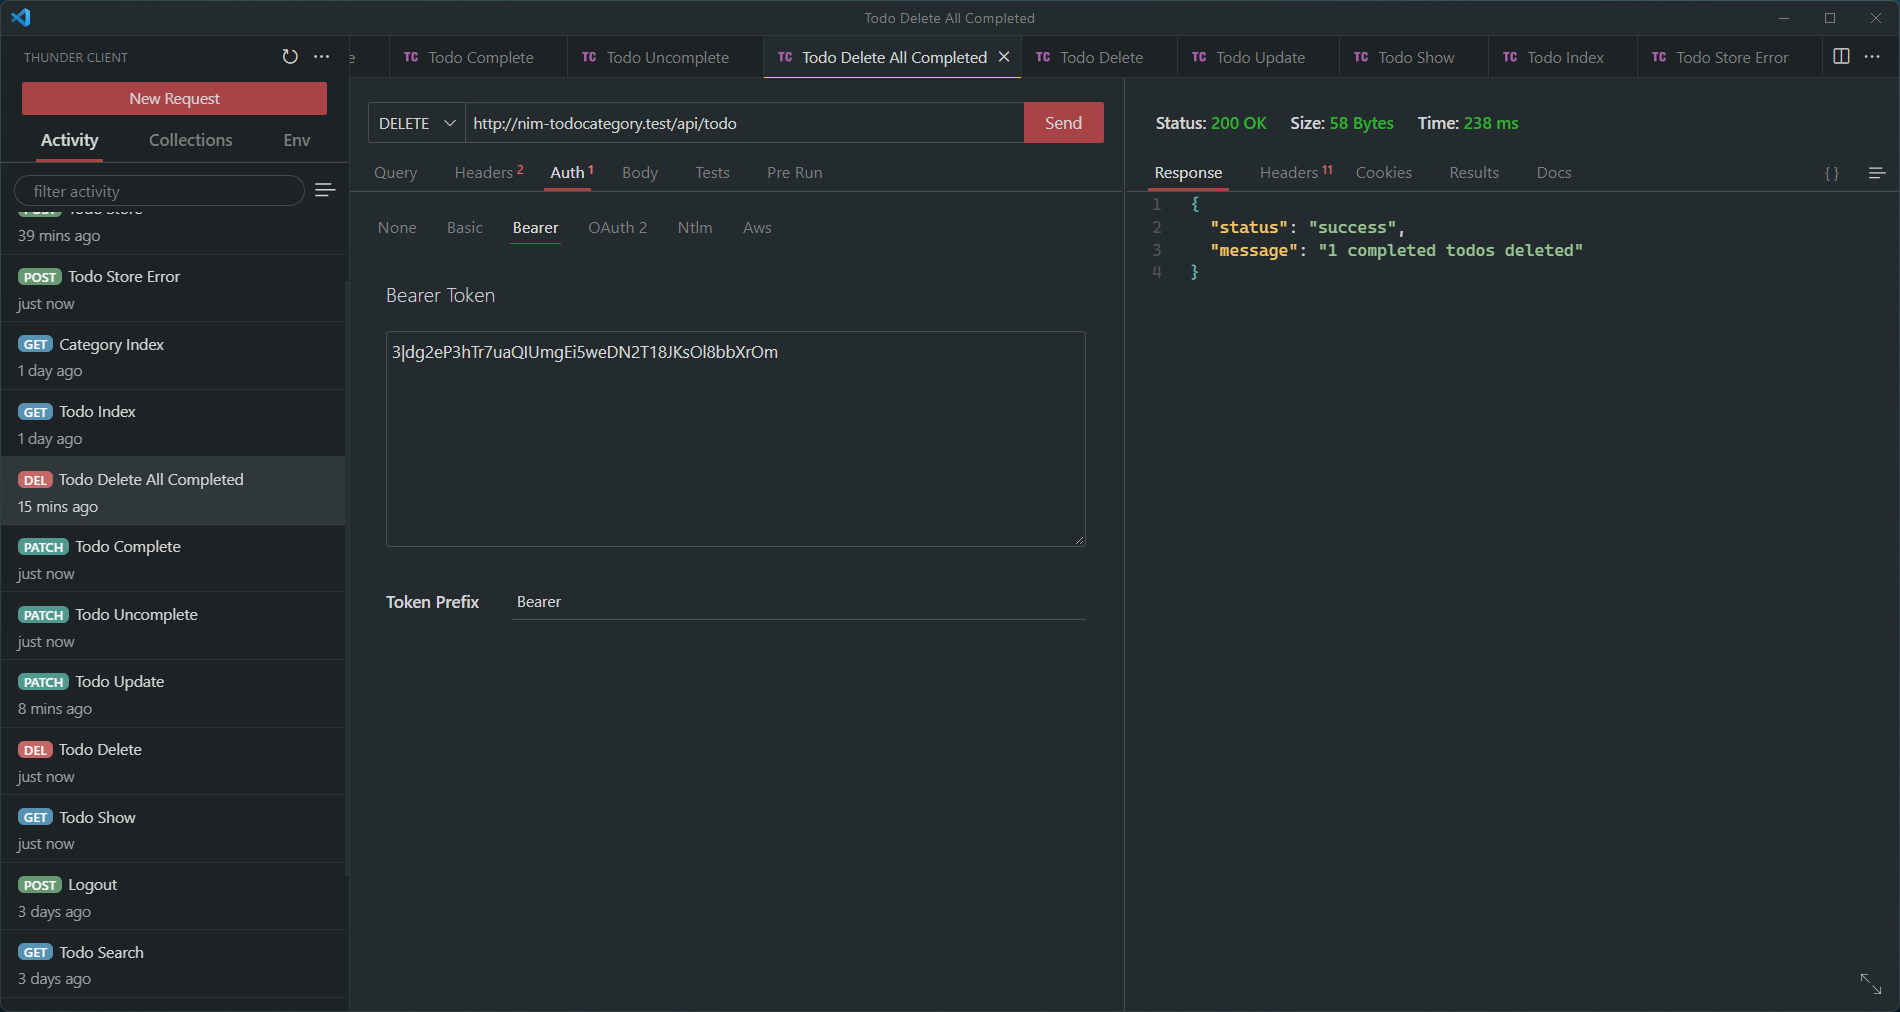 Todo Delete All Completed
THUNDER CLIENT
New Request
Activity Collections Env
filter activity
POST Todo Store
39 mins ago
POST Todo Store Error
just now
GET Category Index
1 day ago
GET Todo Index
1 day ago
DEL Todo Delete All Completed
15 mins ago
PATCH Todo Complete
just now
PATCH Todo Uncomplete
just now
PATCH Todo Update
8 mins ago
DEL Todo Delete
just now
GET Todo Show
just now
POST Logout
3 days ago
GET Todo Search
3 days ago
e TC Todo Complete TC Todo Uncomplete TC Todo Delete All Completed TC Todo Delete TC Todo Update TC Todo Show TC Todo Index TC Todo Store Error
DELETE http://nim-todocategory.test/api/todo Send
Query Headers 2 Auth 1 Body Tests Pre Run
None Basic Bearer OAuth 2 Ntlm Aws
Bearer Token
3|dg2eP3hTr7uaQIUmgEi5weDN2T18JKsOl8bbXrOm
Token Prefix Bearer
Status: 200 OK Size: 58 Bytes Time: 238 ms
Response Headers 11 Cookies Results Docs { }
1 {
2 "status": "success",
3 "message": "1 completed todos deleted"
4 }